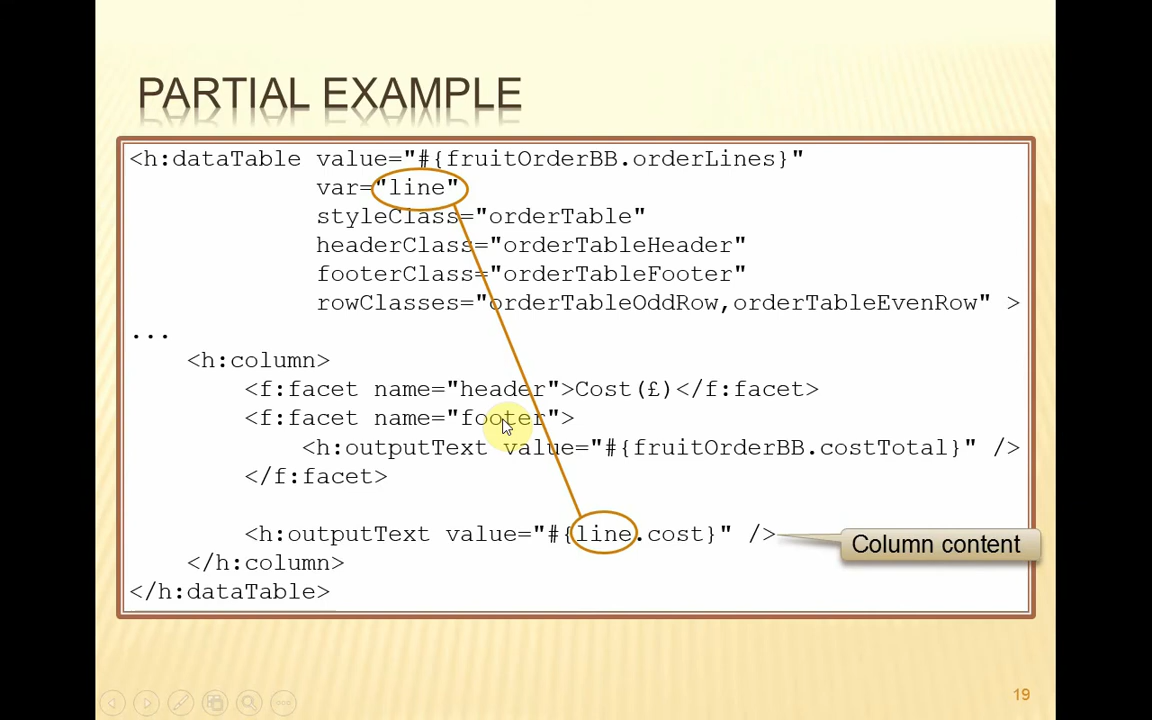 PARTIAL EXAMPLE
<h:dataTable value="#{fruitOrderBB.orderLines}"
var="line"
styleClass="orderTable"
headerClass="orderTableHeader"
footerClass="orderTableFooter"
rowClasses="orderTableOddRow,orderTableEvenRow" >
...
<h:column>
<f:facet name="header">Cost(£)</f:facet>
<f:facet name="footer">
<h:outputText value="#{fruitOrderBB.costTotal}" />
</f:facet>
<h:outputText value="#{line.cost}" />
Column content
</h:column>
</h:dataTable>
19